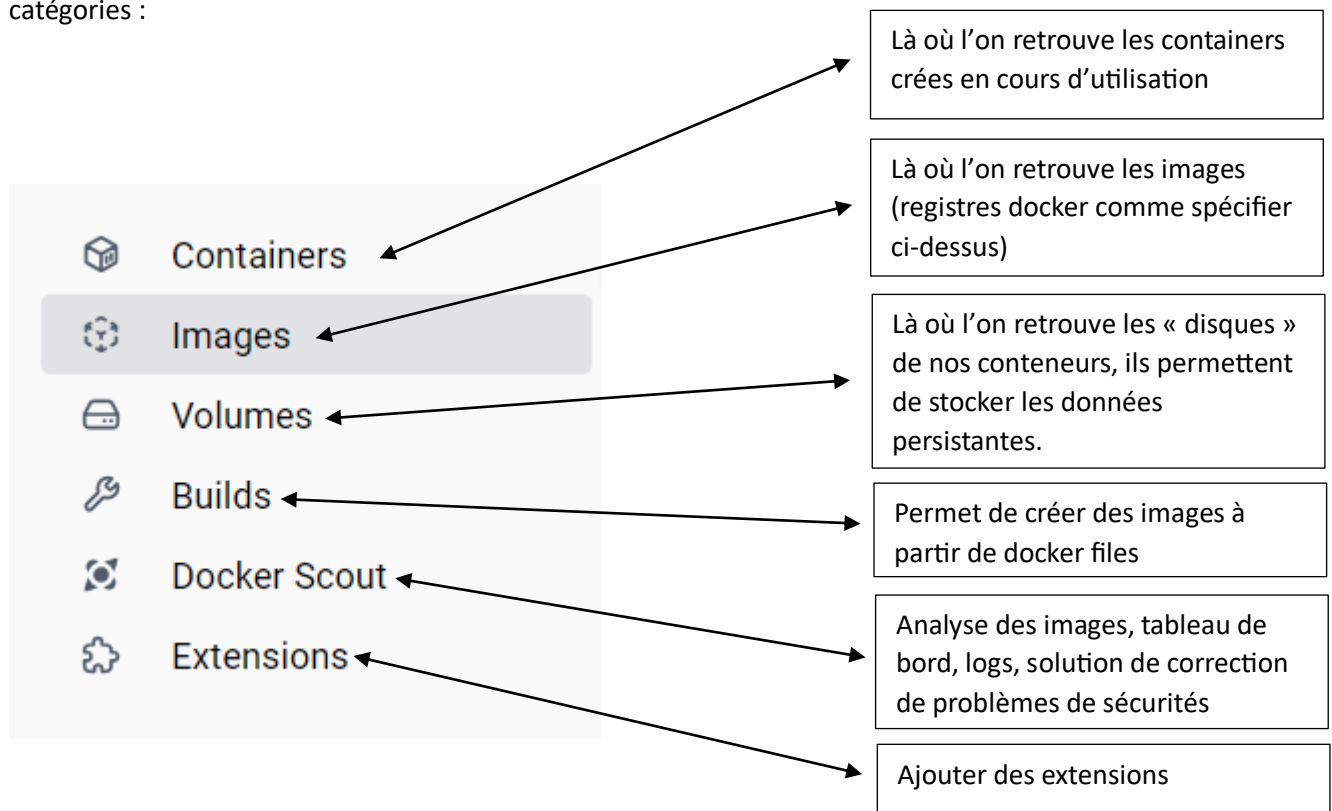 catégories :
Là où l’on retrouve les containers
crées en cours d’utilisation
Là où l’on retrouve les images
(registres docker comme spécifier
ci-dessus)
Là où l’on retrouve les « disques »
de nos conteneurs, ils permettent
de stocker les données
persistantes.
Permet de créer des images à
partir de docker files
Analyse des images, tableau de
bord, logs, solution de correction
de problèmes de sécurités
Ajouter des extensions
Containers
Images
Volumes
Builds
Docker Scout
Extensions